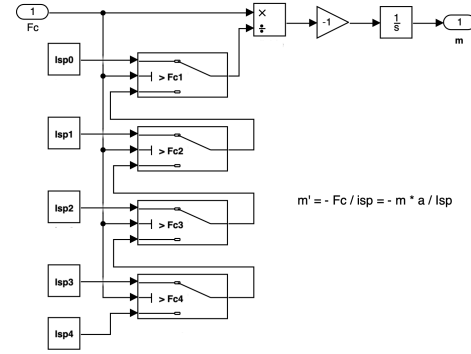 1
Fc
×
÷
-1
1
s
1
m
Isp0
> Fc1
Isp1
> Fc2
Isp2
> Fc3
m' = - Fc / isp = - m * a / Isp
Isp3
> Fc4
Isp4